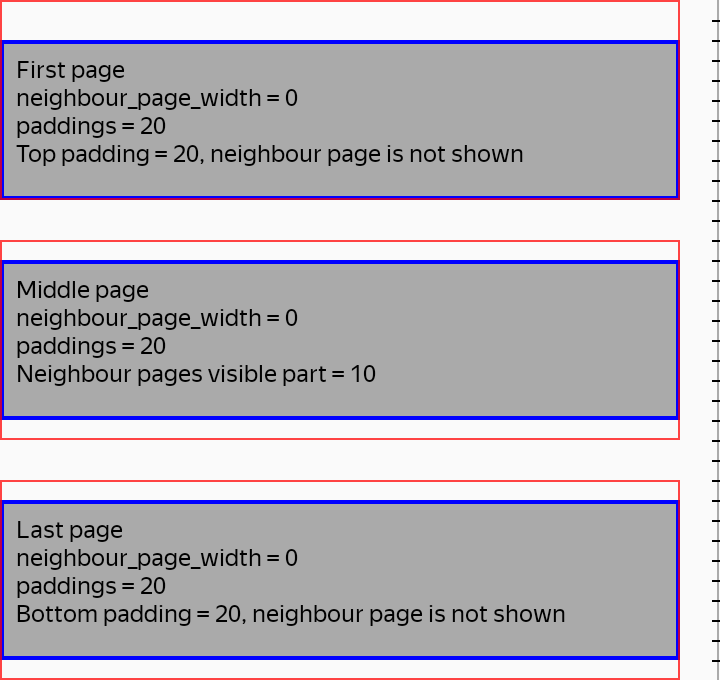 First page
neighbour_page_width = 0
paddings = 20
Top padding = 20, neighbour page is not shown
Middle page
neighbour_page_width = 0
paddings = 20
Neighbour pages visible part = 10
Last page
neighbour_page_width = 0
paddings = 20
Bottom padding = 20, neighbour page is not shown